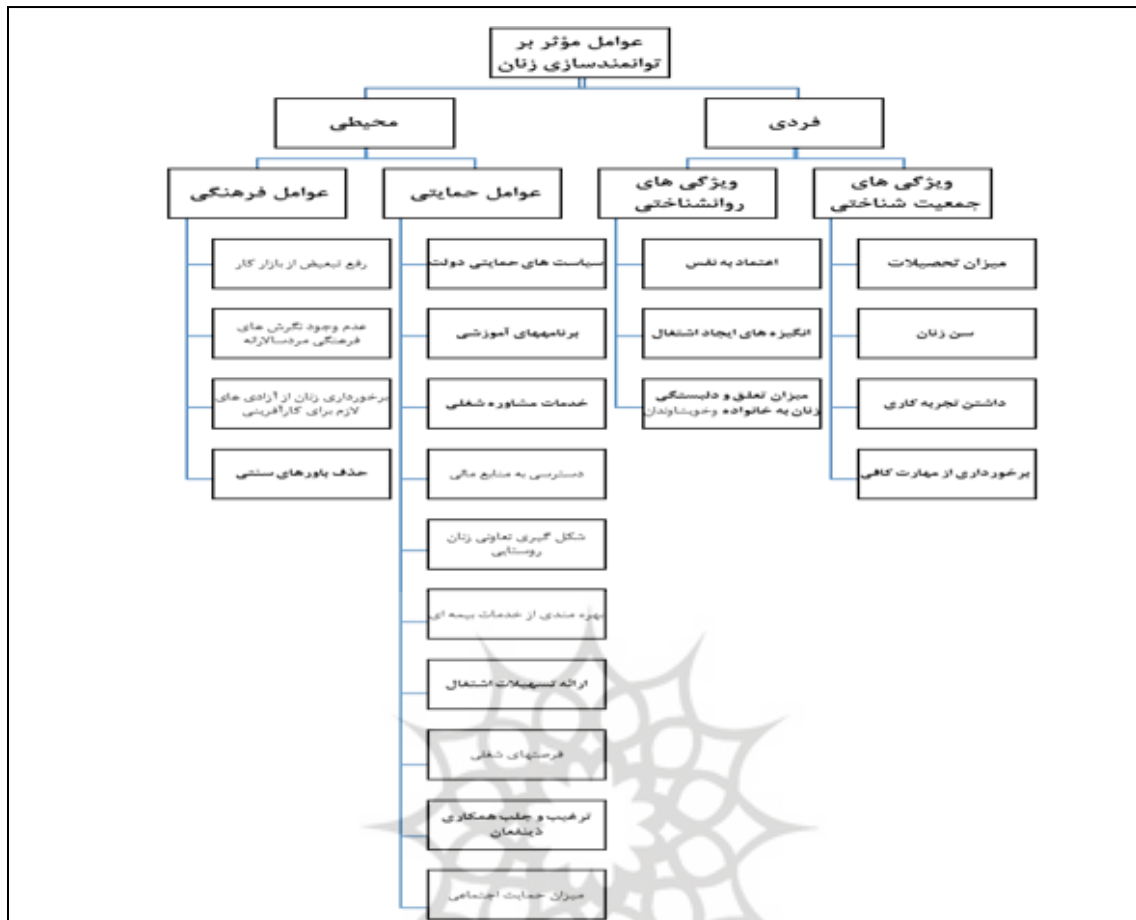 عوامل مؤثر بر
توانمندسازی زنان
فردی
محیطی
ویژگی های
جمعیت شناختی
ویژگی های
روانشناختی
عوامل حمایتی
عوامل فرهنگی
میزان تحصیلات
سن زنان
داشتن تجربه کاری
برخورداری از مهارت کافی
اعتماد به نفس
انگیزه های ایجاد اشتغال
میزان تعلق و دلبستگی
زنان به خانواده وخویشاوندان
سیاست های حمایتی دولت
برنامههای آموزشی
خدمات مشاوره شغلی
دسترسی به منابع مالی
شکل گیری تعاونی زنان
روستایی
بهره مندی از خدمات بیمه ای
ارائه تسهیلات اشتغال
فرصتهای شغلی
ترغیب و جلب همکاری
ذینفعان
میزان حمایت اجتماعی
رفع تبعیض از بازار کار
عدم وجود نگرش های
فرهنگی مردسالارانه
برخورداری زنان از آزادی های
لازم برای کارآفرینی
حذف باورهای سنتی